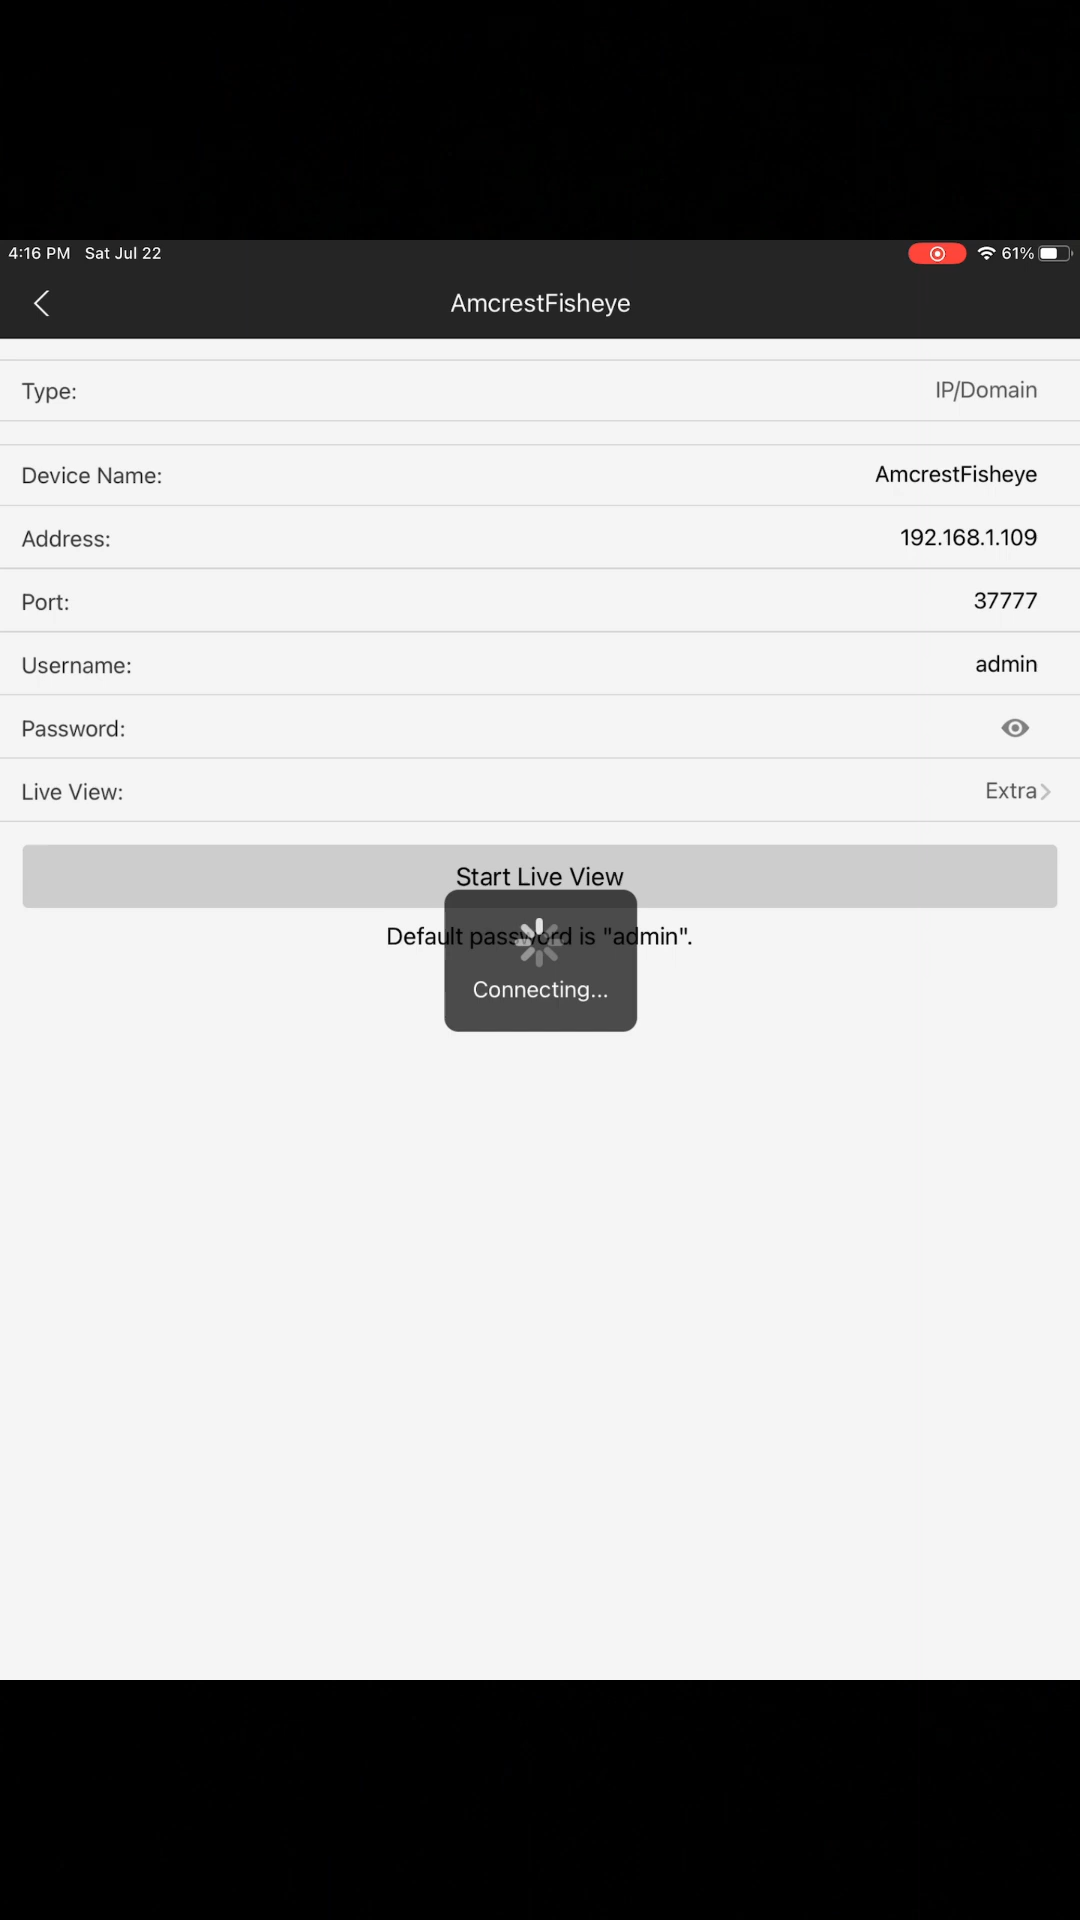 4:16 PM Sat Jul 22 61%
AmcrestFisheye
Type: IP/Domain
Device Name: AmcrestFisheye
Address: 192.168.1.109
Port: 37777
Username: admin
Password:
Live View: Extra
Start Live View
Default password is "admin".
Connecting...